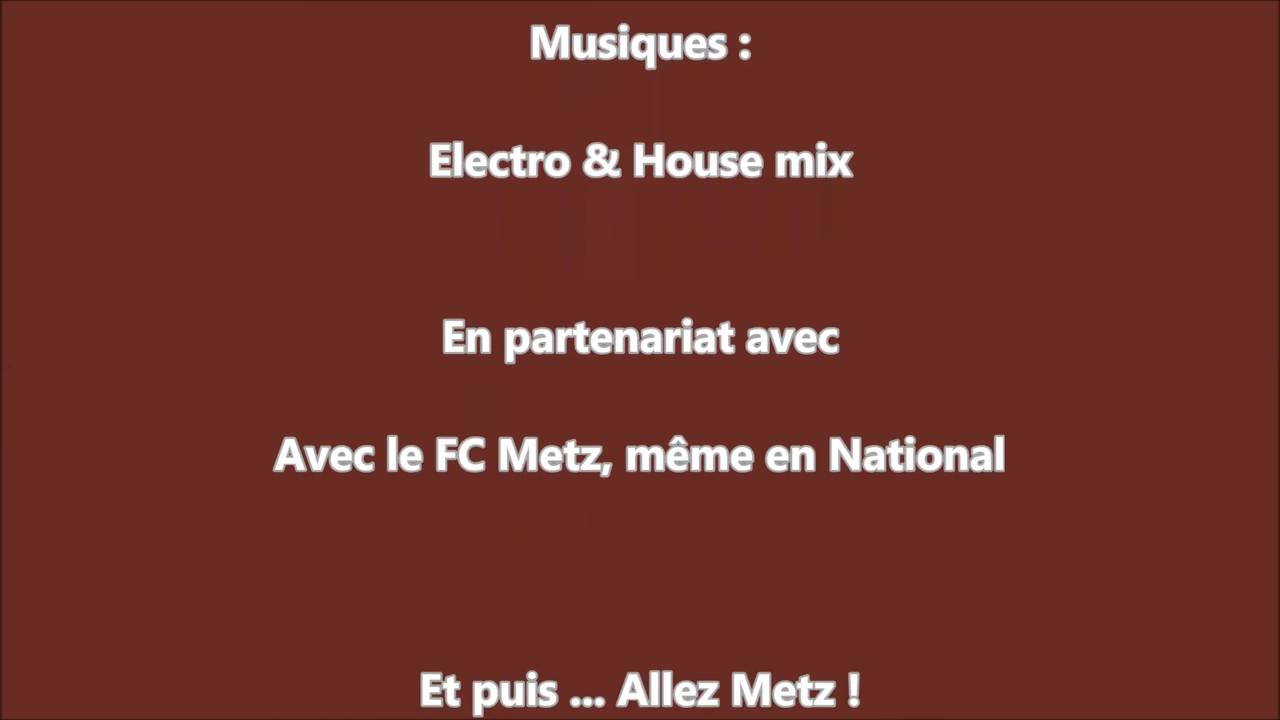 Musiques :
Electro & House mix
En partenariat avec
Avec le FC Metz, même en National
Et puis ... Allez Metz !